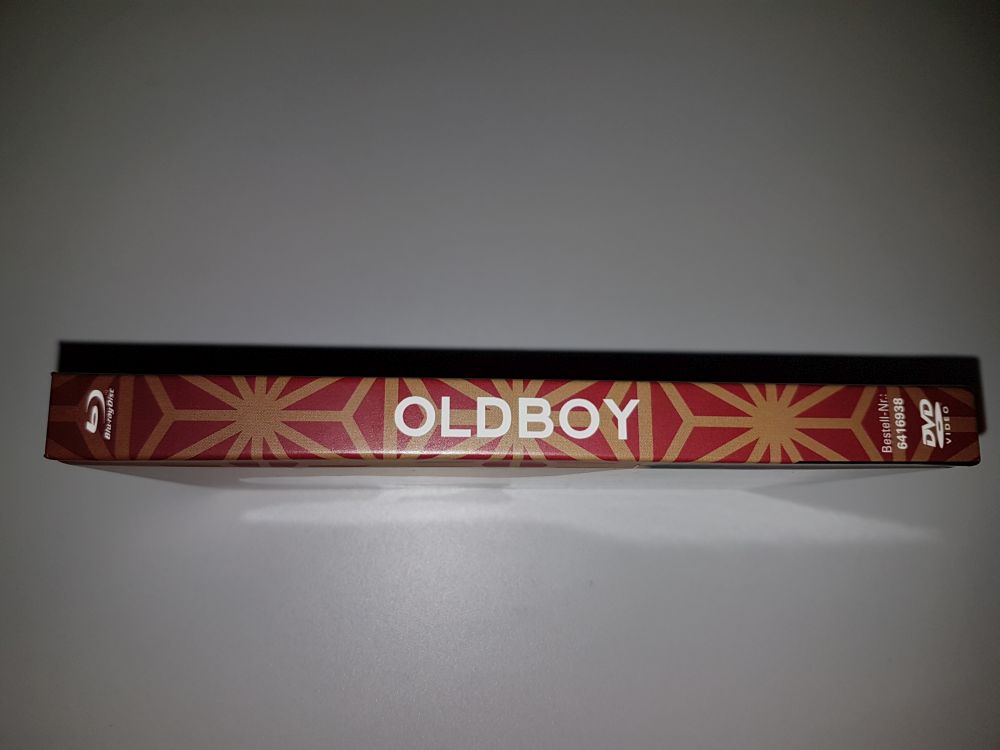 Blu-ray Disc
OLDBOY
Bestell-Nr.:
6416938
DVD
VIDEO